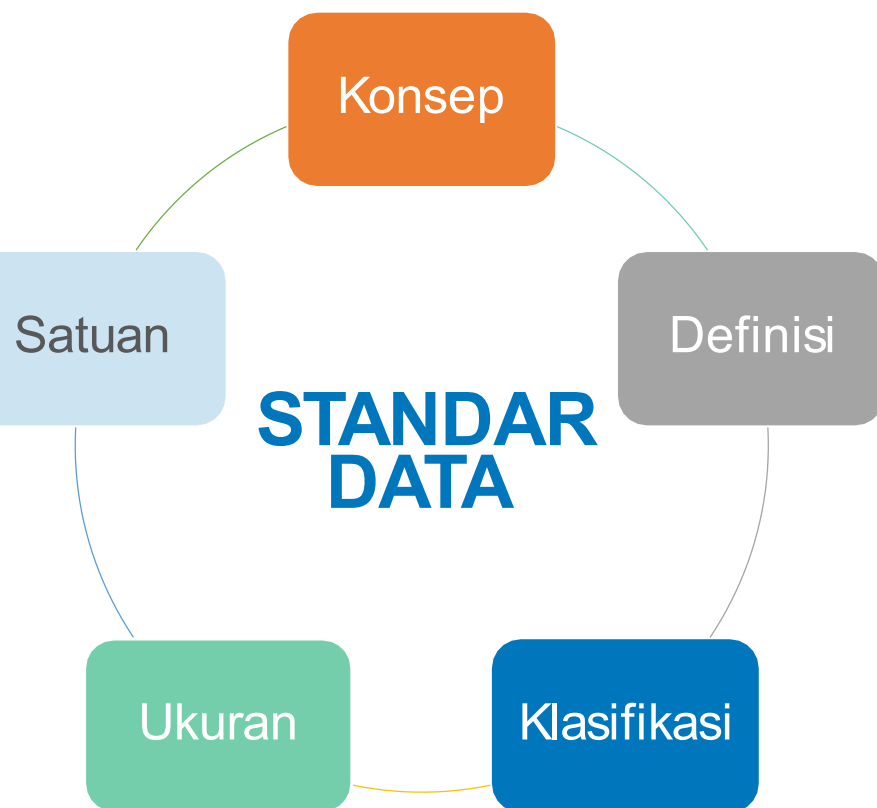 Konsep
Definisi
Klasifikasi
Ukuran
Satuan
STANDAR
DATA